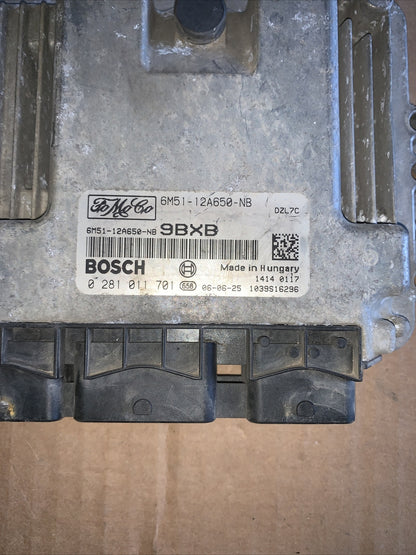 FoMoCo 6M51-12A650-NB
DZL7C
6M51-12A650-NB 9BXB
BOSCH Made in Hungary
1414 0117
0 281 011 701 658 06-06-25 1039S16296